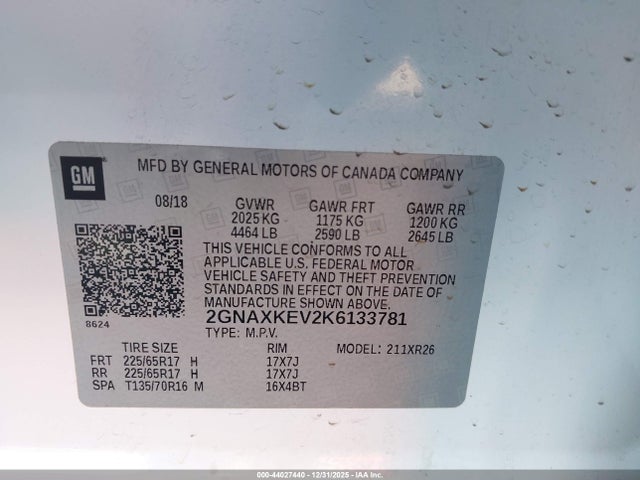 GM
MFD BY GENERAL MOTORS OF CANADA COMPANY
08/18 GVWR GAWR FRT GAWR RR
2025 KG 1175 KG 1200 KG
4464 LB 2590 LB 2645 LB
THIS VEHICLE CONFORMS TO ALL
APPLICABLE U.S. FEDERAL MOTOR
VEHICLE SAFETY AND THEFT PREVENTION
STANDARDS IN EFFECT ON THE DATE OF
MANUFACTURE SHOWN ABOVE.
8624 2GNAXKEV2K6133781
TYPE: M.P.V.
TIRE SIZE RIM MODEL: 211XR26
FRT 225/65R17 H 17X7J
RR 225/65R17 H 17X7J
SPA T135/70R16 M 16X4BT
000-44027440 - 12/31/2025 - IAA Inc.